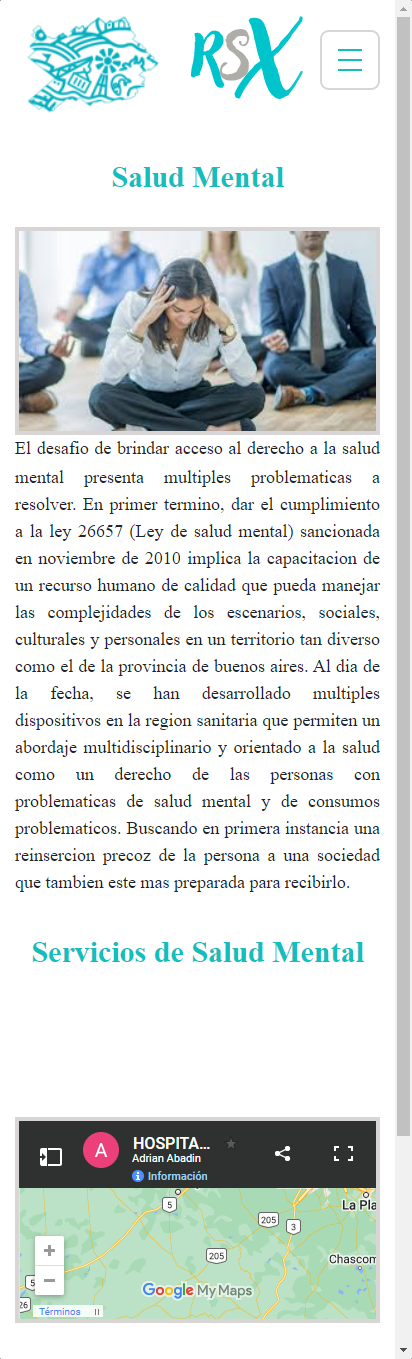 RSX
Salud Mental
El desafio de brindar acceso al derecho a la salud
mental presenta multiples problematicas a
resolver. En primer termino, dar el cumplimiento
a la ley 26657 (Ley de salud mental) sancionada
en noviembre de 2010 implica la capacitacion de
un recurso humano de calidad que pueda manejar
las complejidades de los escenarios, sociales,
culturales y personales en un territorio tan diverso
como el de la provincia de buenos aires. Al dia de
la fecha, se han desarrollado multiples
dispositivos en la region sanitaria que permiten un
abordaje multidisciplinario y orientado a la salud
como un derecho de las personas con
problematicas de salud mental y de consumos
problematicos. Buscando en primera instancia una
reinsercion precoz de la persona a una sociedad
que tambien este mas preparada para recibirlo.
Servicios de Salud Mental
A
HOSPITA...
Adrian Abadin
Información
5
La Pla
205
3
205
Chascom
5
Google My Maps
26
Términos